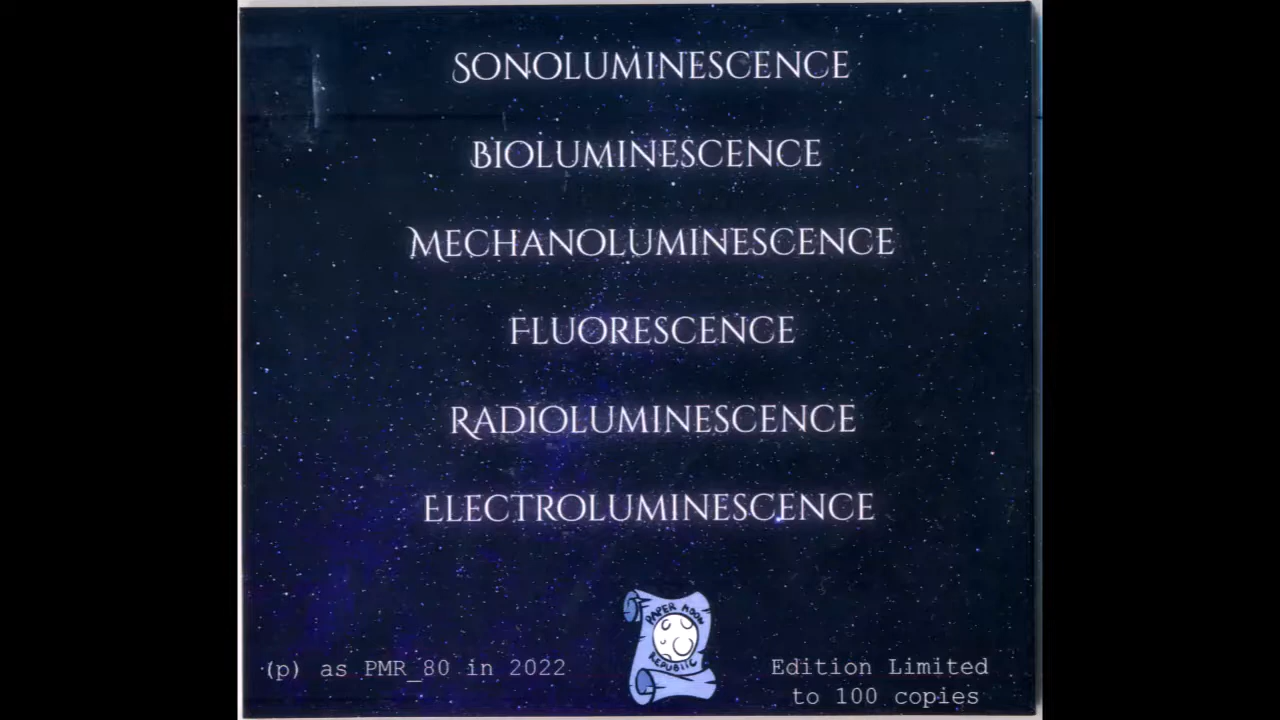 SONOLUMINESCENCE
BIOLUMINESCENCE
MECHANOLUMINESCENCE
FLUORESCENCE
RADIOLUMINESCENCE
ELECTROLUMINESCENCE
PAPER MOON
REPUBLIC
(p) as PMR_80 in 2022
Edition Limited
to 100 copies